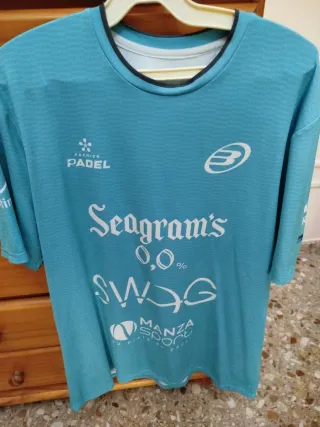 PREMIER
PADEL
Seagram's
0,0%
SWAG
MANZA
sport